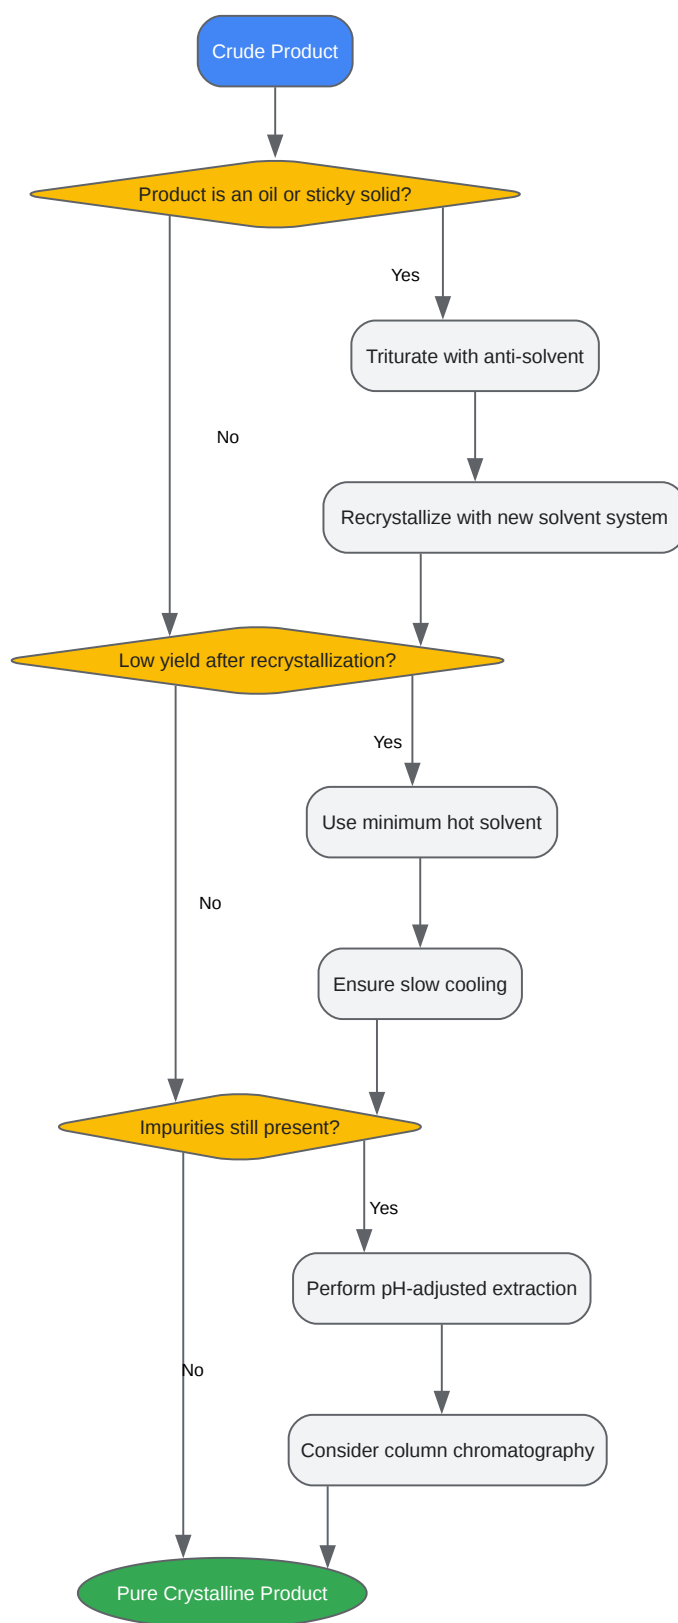 Crude Product
Product is an oil or sticky solid?
Yes
Triturate with anti-solvent
No
Recrystallize with new solvent system
Low yield after recrystallization?
Yes
Use minimum hot solvent
No
Ensure slow cooling
Impurities still present?
Yes
Perform pH-adjusted extraction
No
Consider column chromatography
Pure Crystalline Product